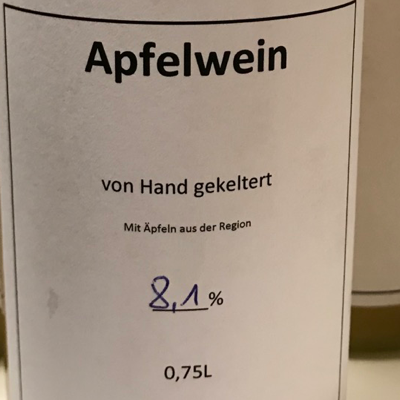 Apfelwein
von Hand gekeltert
Mit Äpfeln aus der Region
8,1 %
0,75L